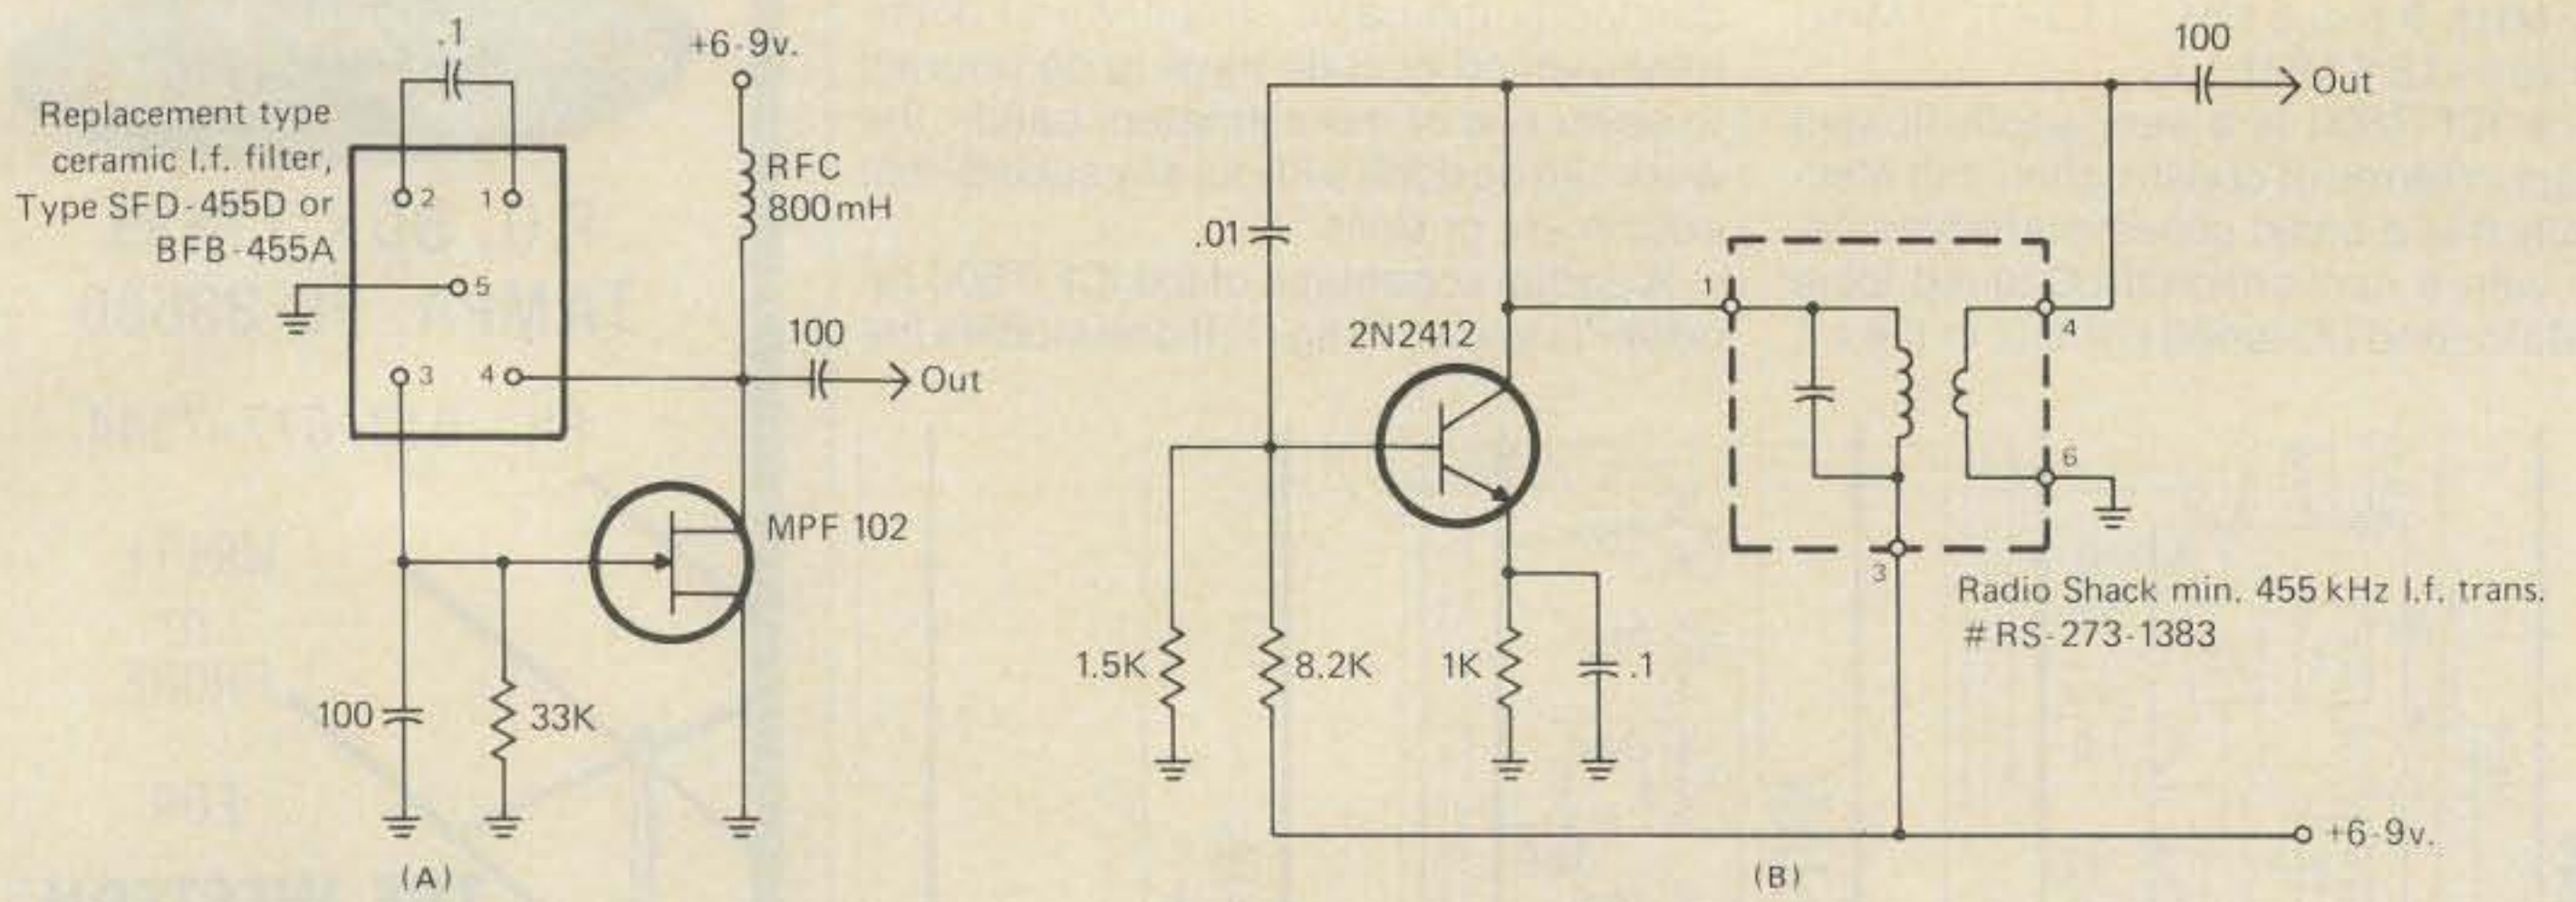 .1
+6-9v.
Replacement type
ceramic I.f. filter,
Type SFD-455D or
BFB-455A
RFC
800mH
2
1
5
3
4
100
Out
MPF 102
100
33K
(A)
100
Out
.01
2N2412
1
4
6
3
Radio Shack min. 455 kHz I.f. trans.
# RS-273-1383
1.5K
8.2K
1K
.1
+6-9v.
(B)